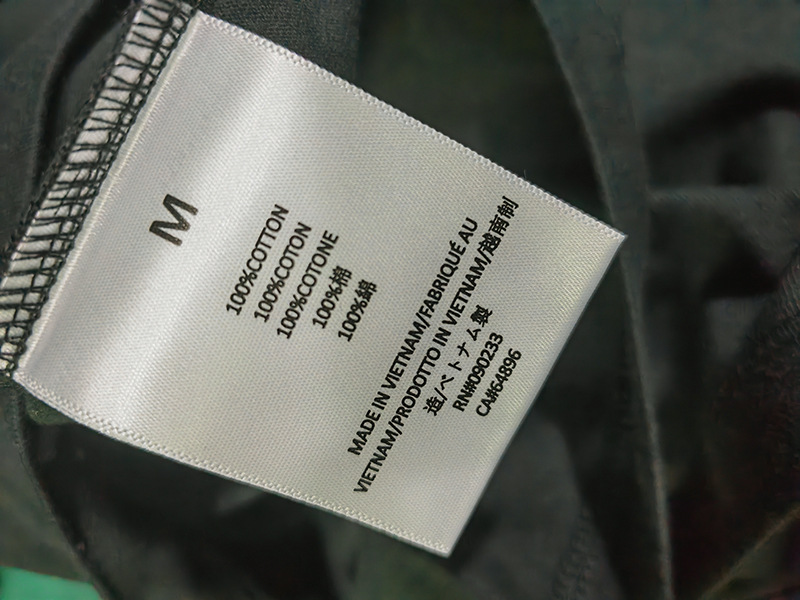 M
100%COTTON
100%COTON
100%COTONE
100%棉
100%綿
MADE IN VIETNAM/FABRIQUÉ AU
VIETNAM/PRODOTTO IN VIETNAM/越南制
造/ベトナム製
RN#090233
CA#64896